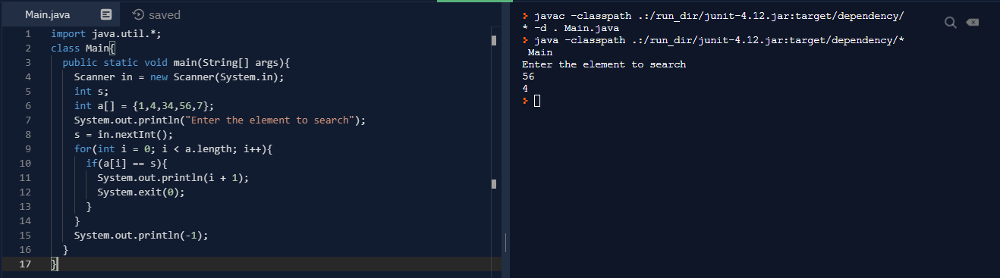 Main.java
saved
1 import java.util.*;
2 class Main{
3 public static void main(String[] args){
4 Scanner in = new Scanner(System.in);
5 int s;
6 int a[] = {1,4,34,56,7};
7 System.out.println("Enter the element to search");
8 s = in.nextInt();
9 for(int i = 0; i < a.length; i++){
10 if(a[i] == s){
11 System.out.println(i + 1);
12 System.exit(0);
13 }
14 }
15 System.out.println(-1);
16 }
17 }
> javac -classpath .:/run_dir/junit-4.12.jar:target/dependency/
* -d . Main.java
> java -classpath .:/run_dir/junit-4.12.jar:target/dependency/*
Main
Enter the element to search
56
4
>